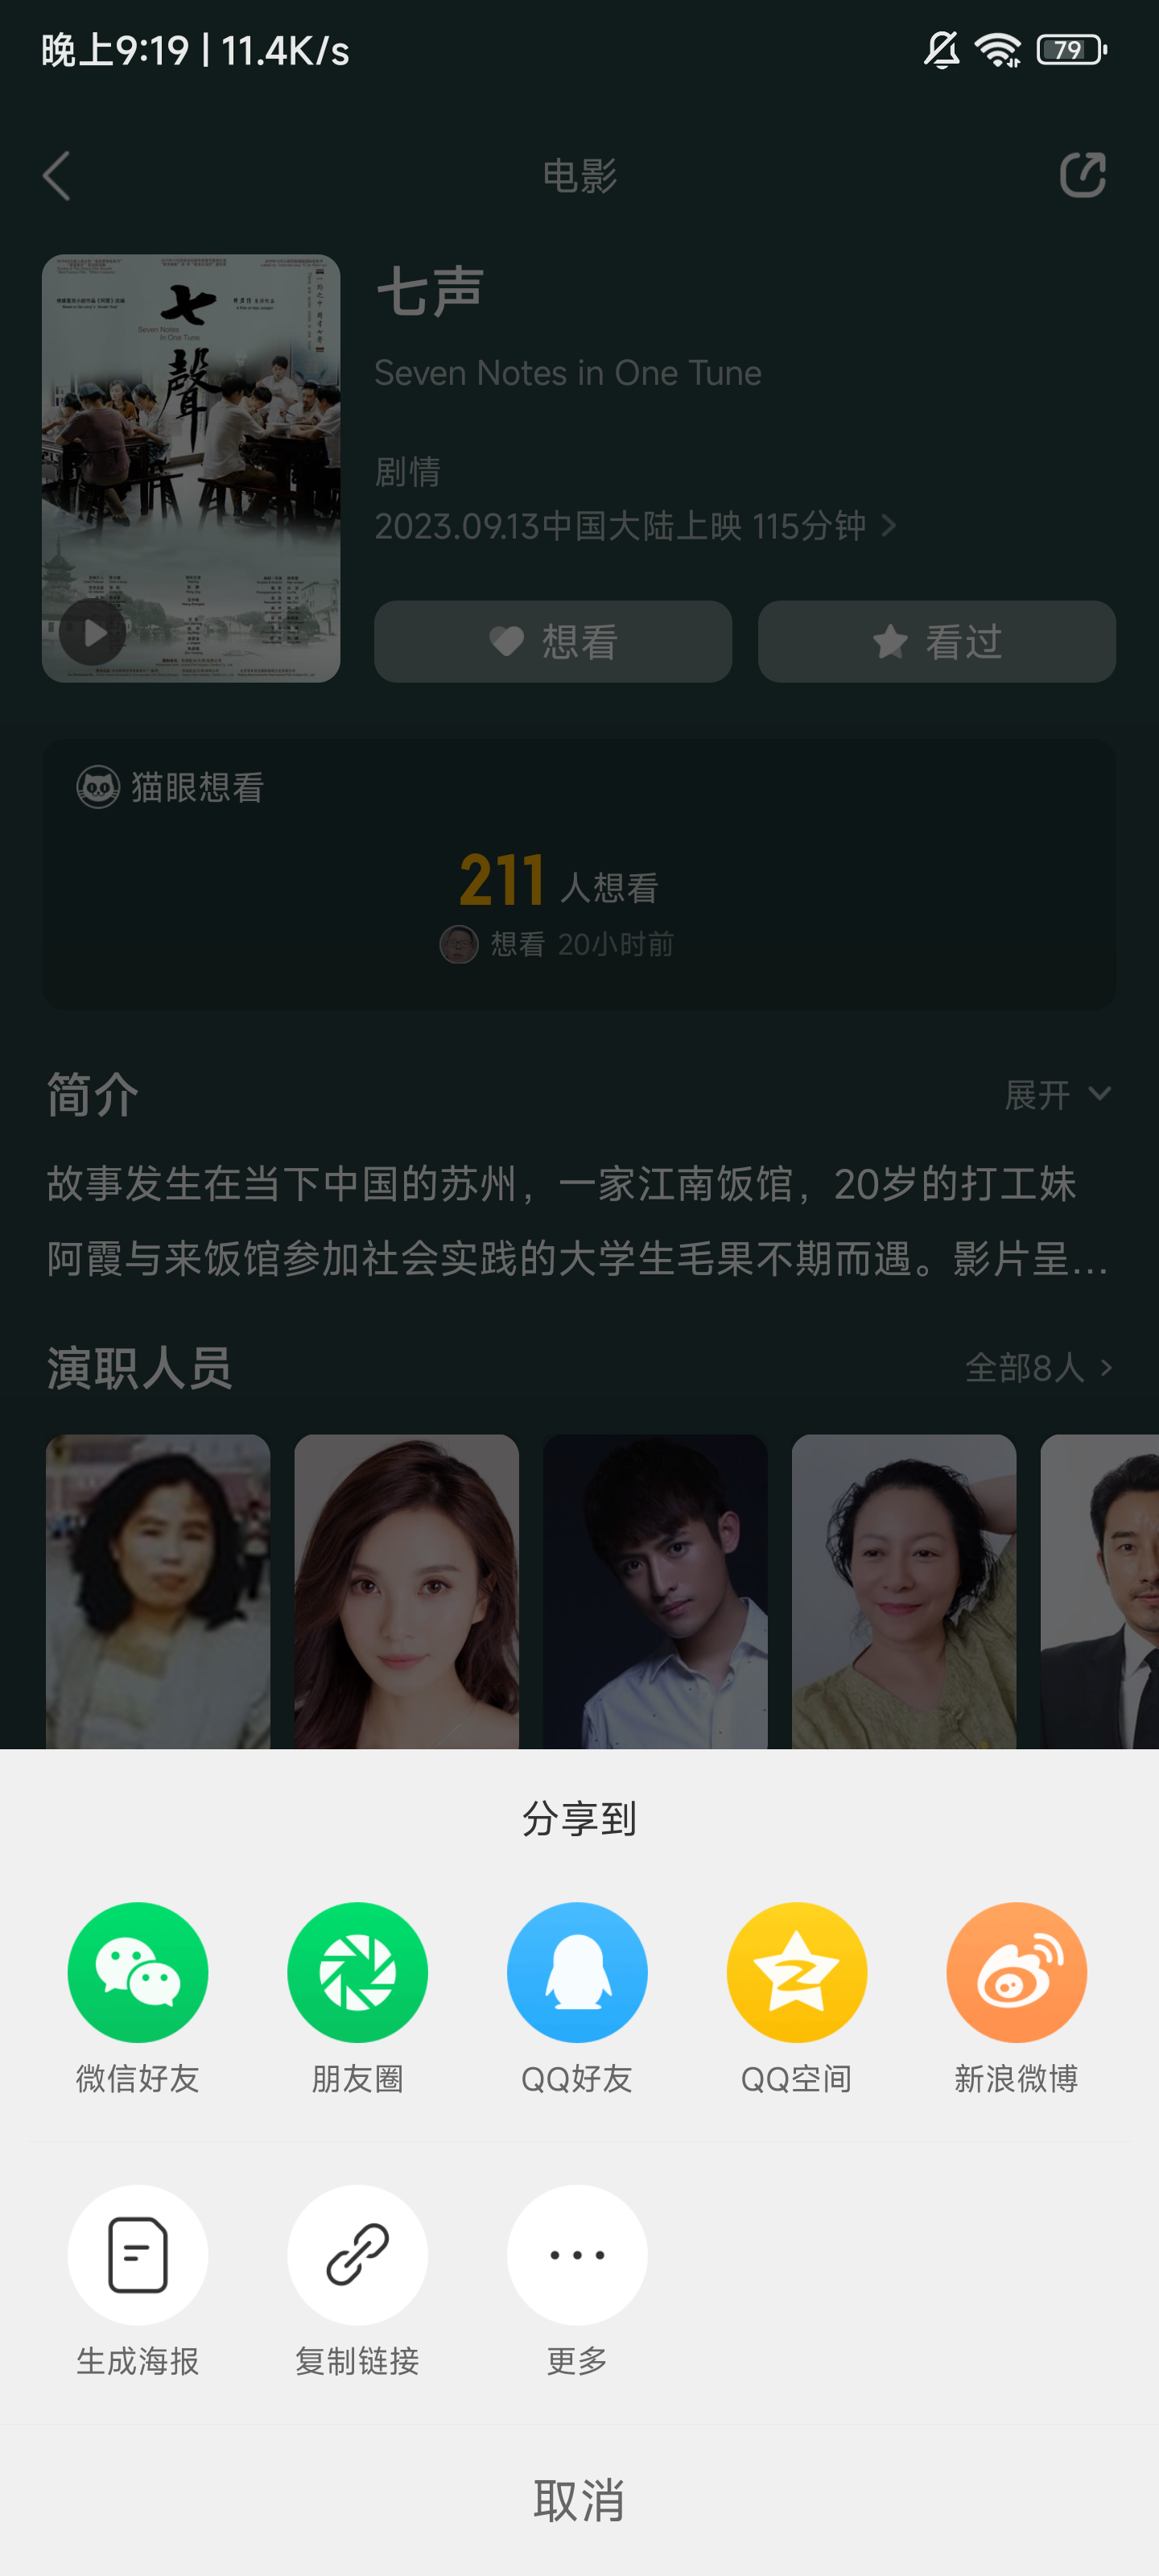 晚上9:19 | 11.4K/s
79
电影
七聲
Seven Notes
In One Tune
七声
Seven Notes in One Tune
剧情
2023.09.13中国大陆上映 115分钟
想看
看过
猫眼想看
211 人想看
想看 20小时前
简介
展开
故事发生在当下中国的苏州，一家江南饭馆，20岁的打工妹
阿霞与来饭馆参加社会实践的大学生毛果不期而遇。影片呈...
演职人员
全部8人
分享到
微信好友
朋友圈
QQ好友
QQ空间
新浪微博
生成海报
复制链接
更多
取消